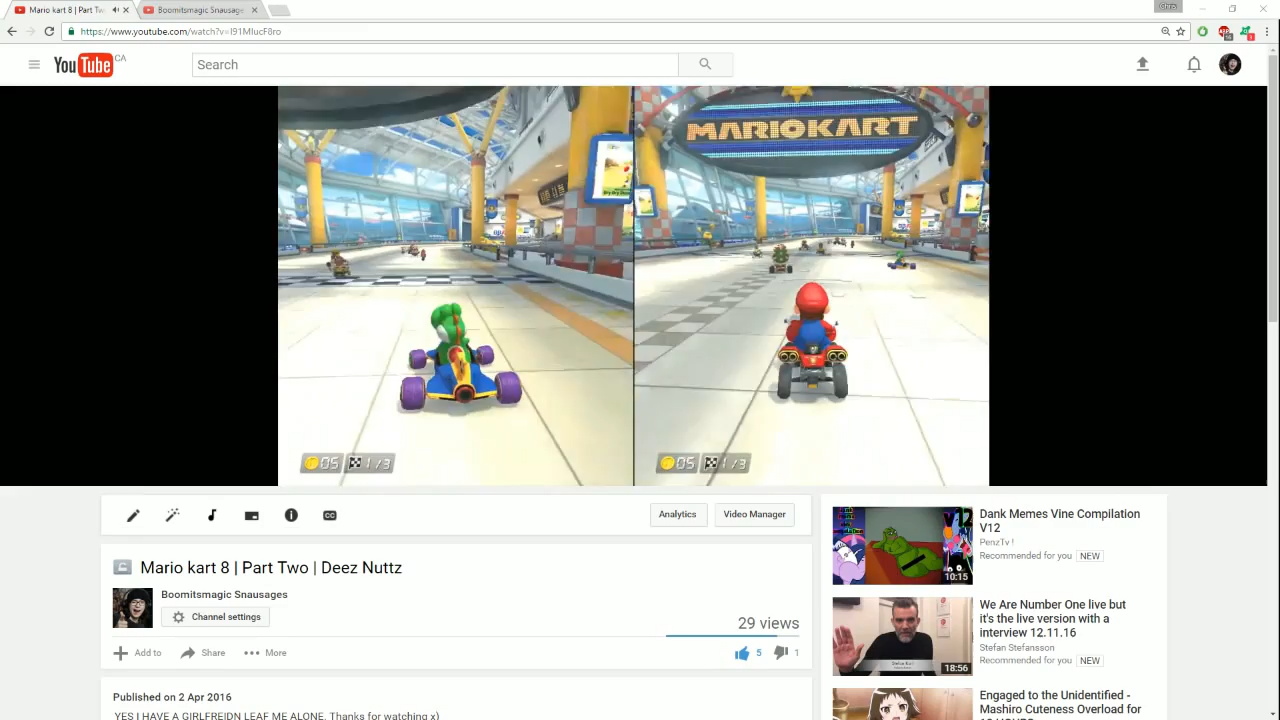 Mario kart 8 | Part Tw
Boomitsmagic Snausage
Chris
https://www.youtube.com/watch?v=I91MIucF8ro
YouTube CA
Search
MARIOKART
05 1/3
05 1/3
Analytics
Video Manager
CC
Mario kart 8 | Part Two | Deez Nuttz
Boomitsmagic Snausages
Channel settings
29 views
Add to
Share
More
5
1
Published on 2 Apr 2016
YES I HAVE A GIRLFREIDN LEAF ME ALONE. Thanks for watching x)
10:15
Dank Memes Vine Compilation
V12
PenzTv !
Recommended for you NEW
18:56
We Are Number One live but
it's the live version with a
interview 12.11.16
Stefan Stefansson
Recommended for you NEW
Engaged to the Unidentified -
Mashiro Cuteness Overload for
10 HOURS